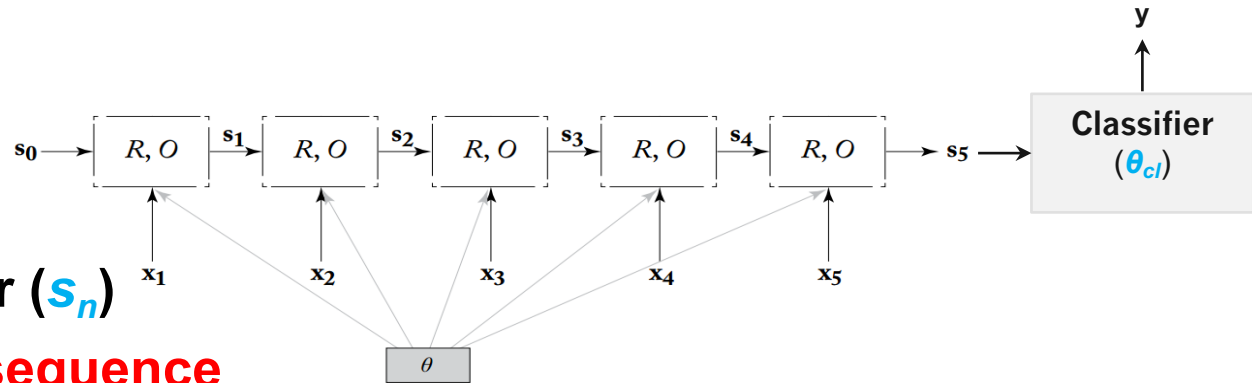 y
Classifier
(θcl)
s0 R, O s1 R, O s2 R, O s3 R, O s4 R, O s5
x1 x2 x3 x4 x5
r (sn)
sequence
θ